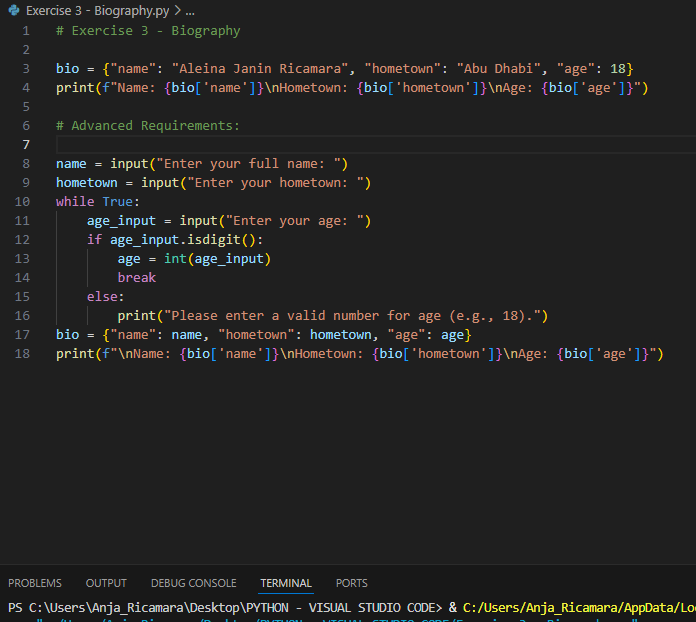 Exercise 3 - Biography.py > ...
1 # Exercise 3 - Biography
2
3 bio = {"name": "Aleina Janin Ricamara", "hometown": "Abu Dhabi", "age": 18}
4 print(f"Name: {bio['name']}\nHometown: {bio['hometown']}\nAge: {bio['age']}")
5
6 # Advanced Requirements:
7
8 name = input("Enter your full name: ")
9 hometown = input("Enter your hometown: ")
10 while True:
11     age_input = input("Enter your age: ")
12     if age_input.isdigit():
13         age = int(age_input)
14         break
15     else:
16         print("Please enter a valid number for age (e.g., 18).")
17 bio = {"name": name, "hometown": hometown, "age": age}
18 print(f"\nName: {bio['name']}\nHometown: {bio['hometown']}\nAge: {bio['age']}")
PROBLEMS OUTPUT DEBUG CONSOLE TERMINAL PORTS
PS C:\Users\Anja_Ricamara\Desktop\PYTHON - VISUAL STUDIO CODE> & C:/Users/Anja_Ricamara/AppData/Lo